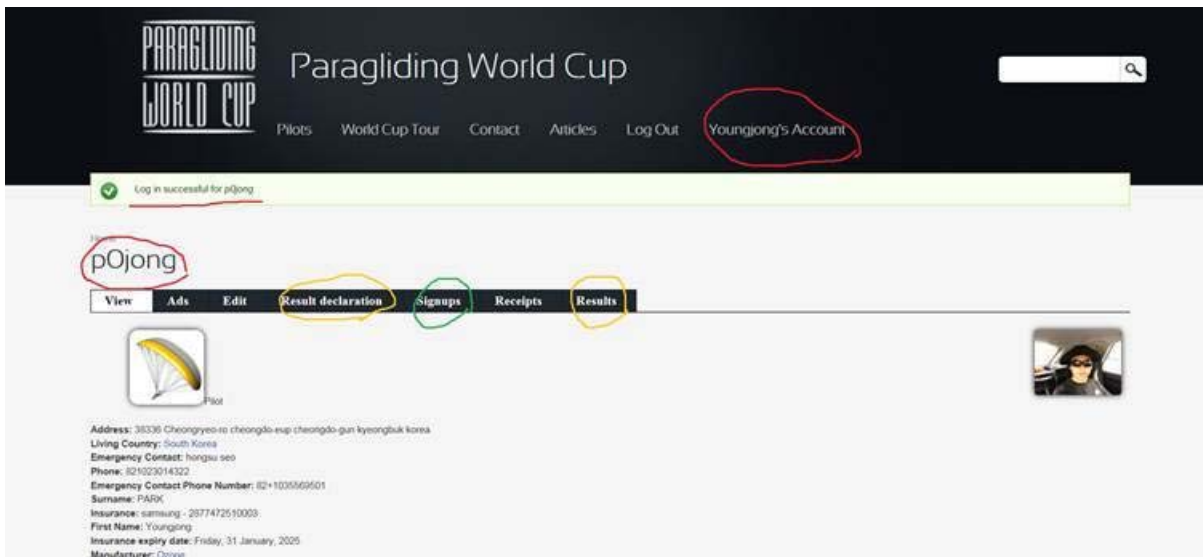 PARAGLIDING
WORLD CUP
Paragliding World Cup
Pilots World Cup Tour Contact Articles Log Out Youngjong's Account
Log in successful for p0jong
Home
p0jong
View Ads Edit Result declaration Signups Receipts Results
Pilot
Address: 38336 Cheongryeo-ro cheongdo-eup cheongdo-gun kyeongbuk korea
Living Country: South Korea
Emergency Contact: hongsu seo
Phone: 821023014322
Emergency Contact Phone Number: 82+1035569501
Surname: PARK
Insurance: samsung - 2877472510003
First Name: Youngjong
Insurance expiry date: Friday, 31 January, 2025
Manufacturer: Ozone